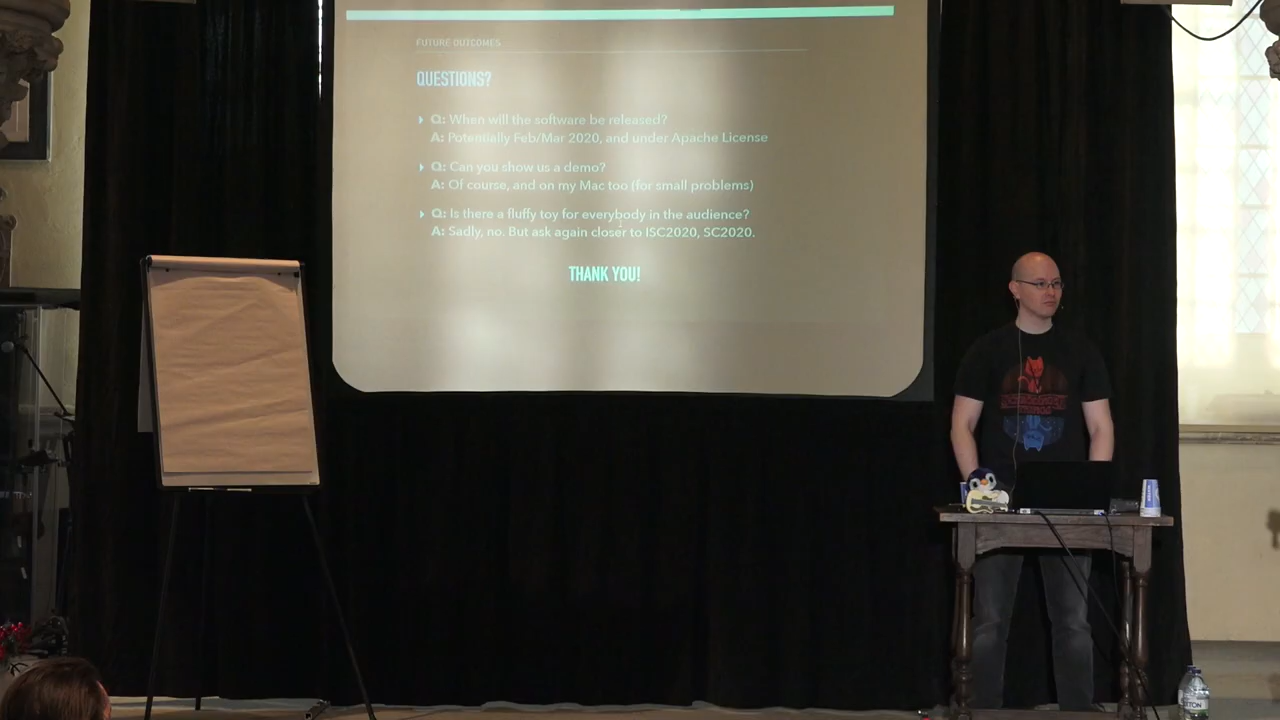 FUTURE OUTCOMES
QUESTIONS?
Q: When will the software be released?
A: Potentially Feb/Mar 2020, and under Apache License
Q: Can you show us a demo?
A: Of course, and on my Mac too (for small problems)
Q: Is there a fluffy toy for everybody in the audience?
A: Sadly, no. But ask again closer to ISC2020, SC2020.
THANK YOU!